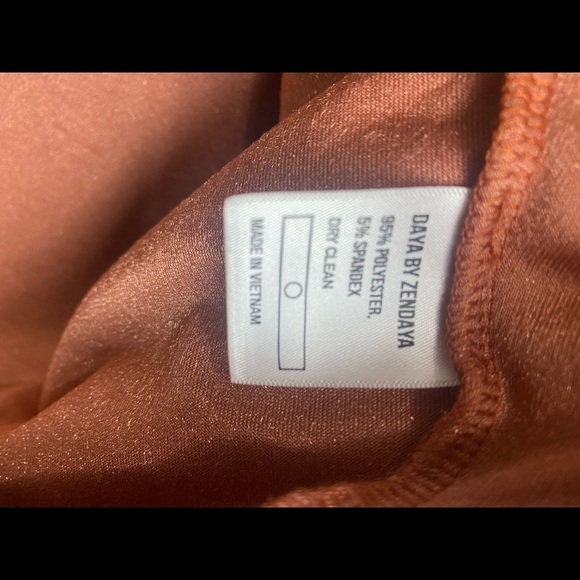 DAYA BY ZENDAYA
95% POLYESTER,
5% SPANDEX
DRY CLEAN
MADE IN VIETNAM